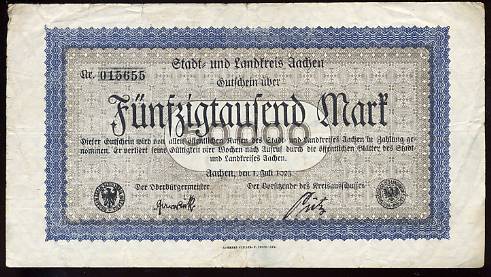 Stadt- und Landkreis Aachen
Nr. 015655
Gutschein über
50000
Fünfzigtausend Mark
Dieser Gutschein wird von allen öffentlichen Kassen des Stadt- und Landkreises Aachen in Zahlung ge-
nommen. Er verliert seine Gültigkeit vier Wochen nach Aufruf durch die öffentlichen Blätter des Stadt
und Landkreises Aachen.
Aachen, den 1. Juli 1923
Der Oberbürgermeister Der Vorsitzende des Kreisausschusses